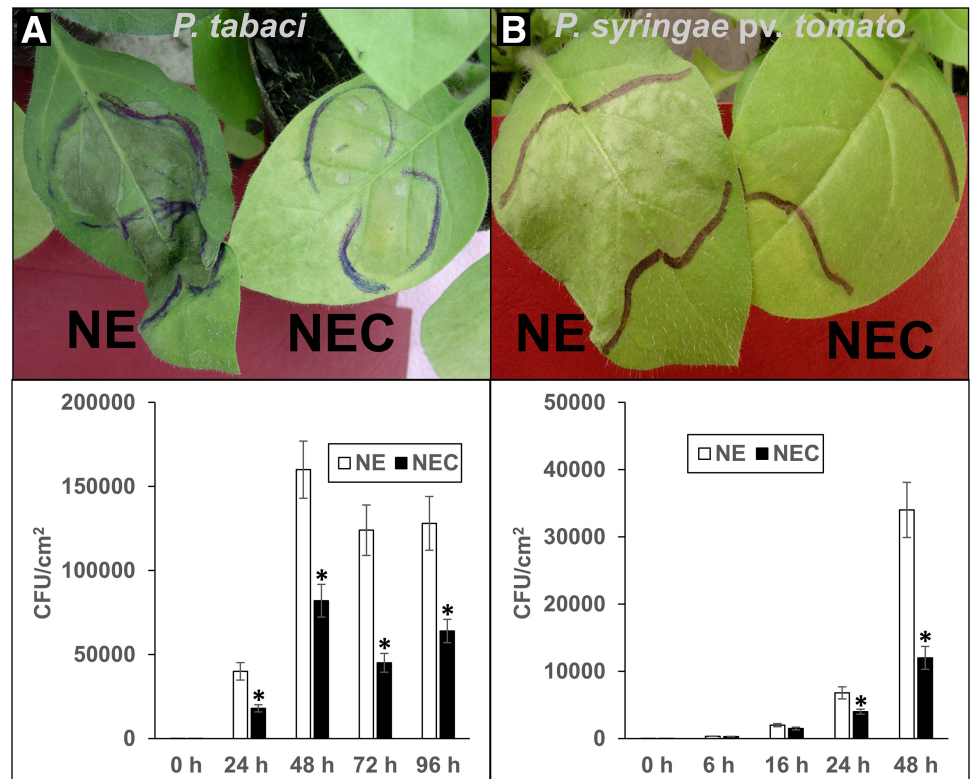 A
P. tabaci
NE
NEC
B
P. syringae pv. tomato
NE
NEC
200000
150000
100000
50000
0
CFU/cm²
NE NEC
*
*
*
*
0 h 24 h 48 h 72 h 96 h
50000
40000
30000
20000
10000
0
CFU/cm²
NE NEC
*
*
0 h 6 h 16 h 24 h 48 h